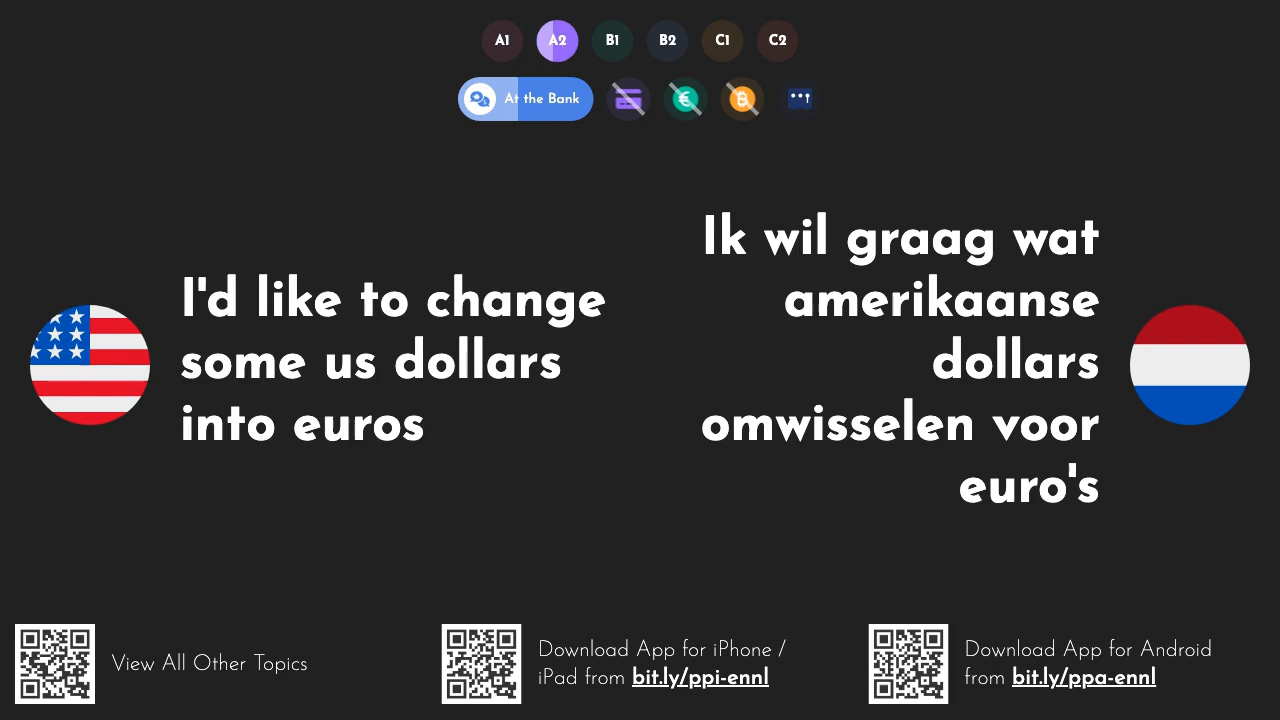 A1 A2 B1 B2 C1 C2
At the Bank
I'd like to change
some us dollars
into euros
Ik wil graag wat
amerikaanse
dollars
omwisselen voor
euro's
View All Other Topics
Download App for iPhone /
iPad from bit.ly/ppi-ennl
Download App for Android
from bit.ly/ppa-ennl